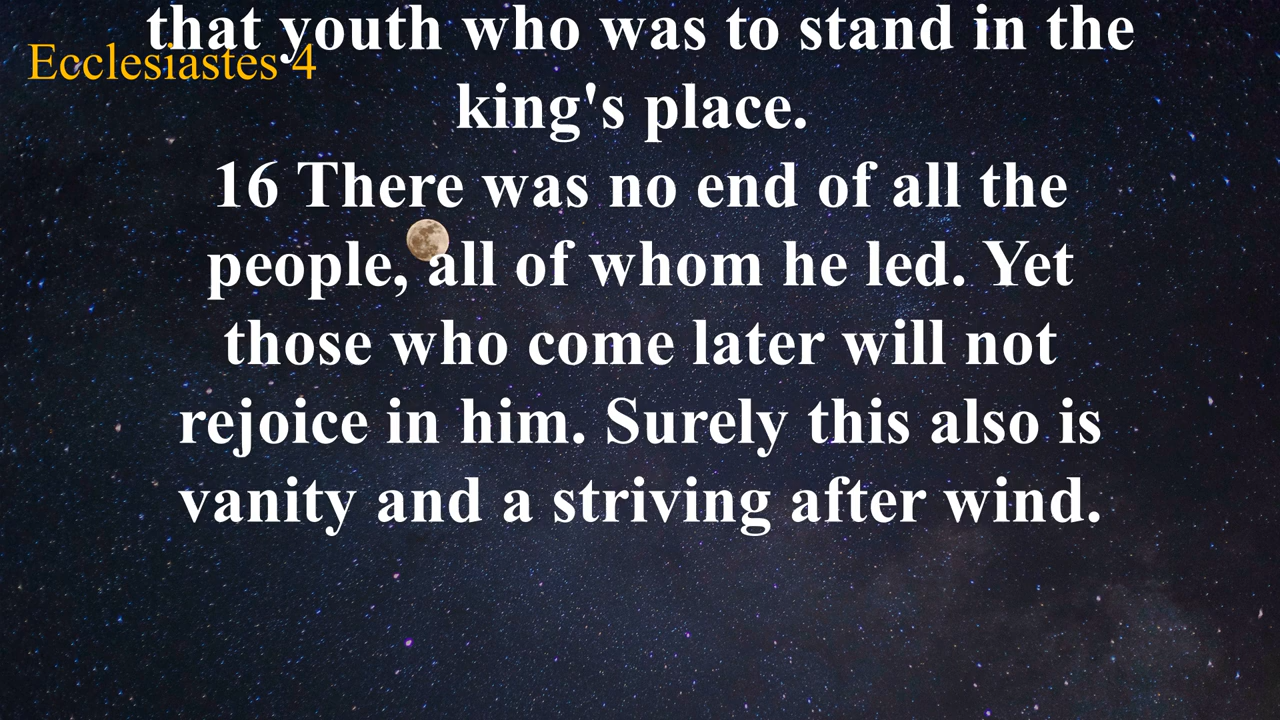 that youth who was to stand in the
Ecclesiastes 4
king's place.
16 There was no end of all the
people, all of whom he led. Yet
those who come later will not
rejoice in him. Surely this also is
vanity and a striving after wind.